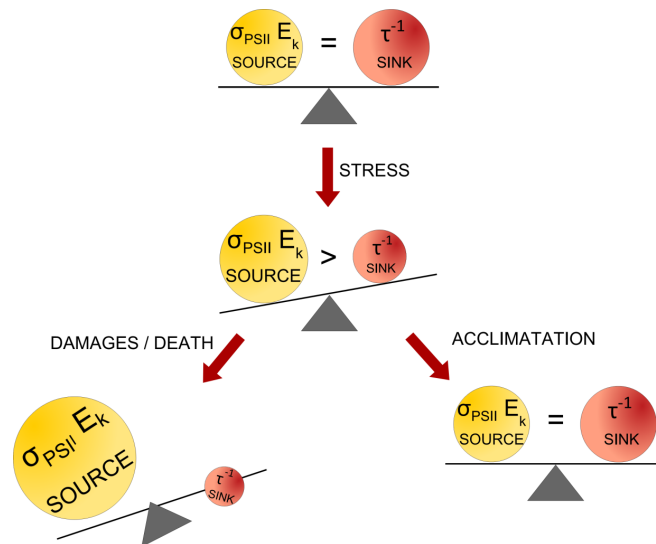 σPSII Ek = τ-1
SOURCE SINK
STRESS
σPSII Ek > τ-1
SOURCE SINK
DAMAGES / DEATH ACCLIMATATION
σPSII Ek = τ-1
SOURCE SINK
σPSII Ek τ-1
SOURCE SINK